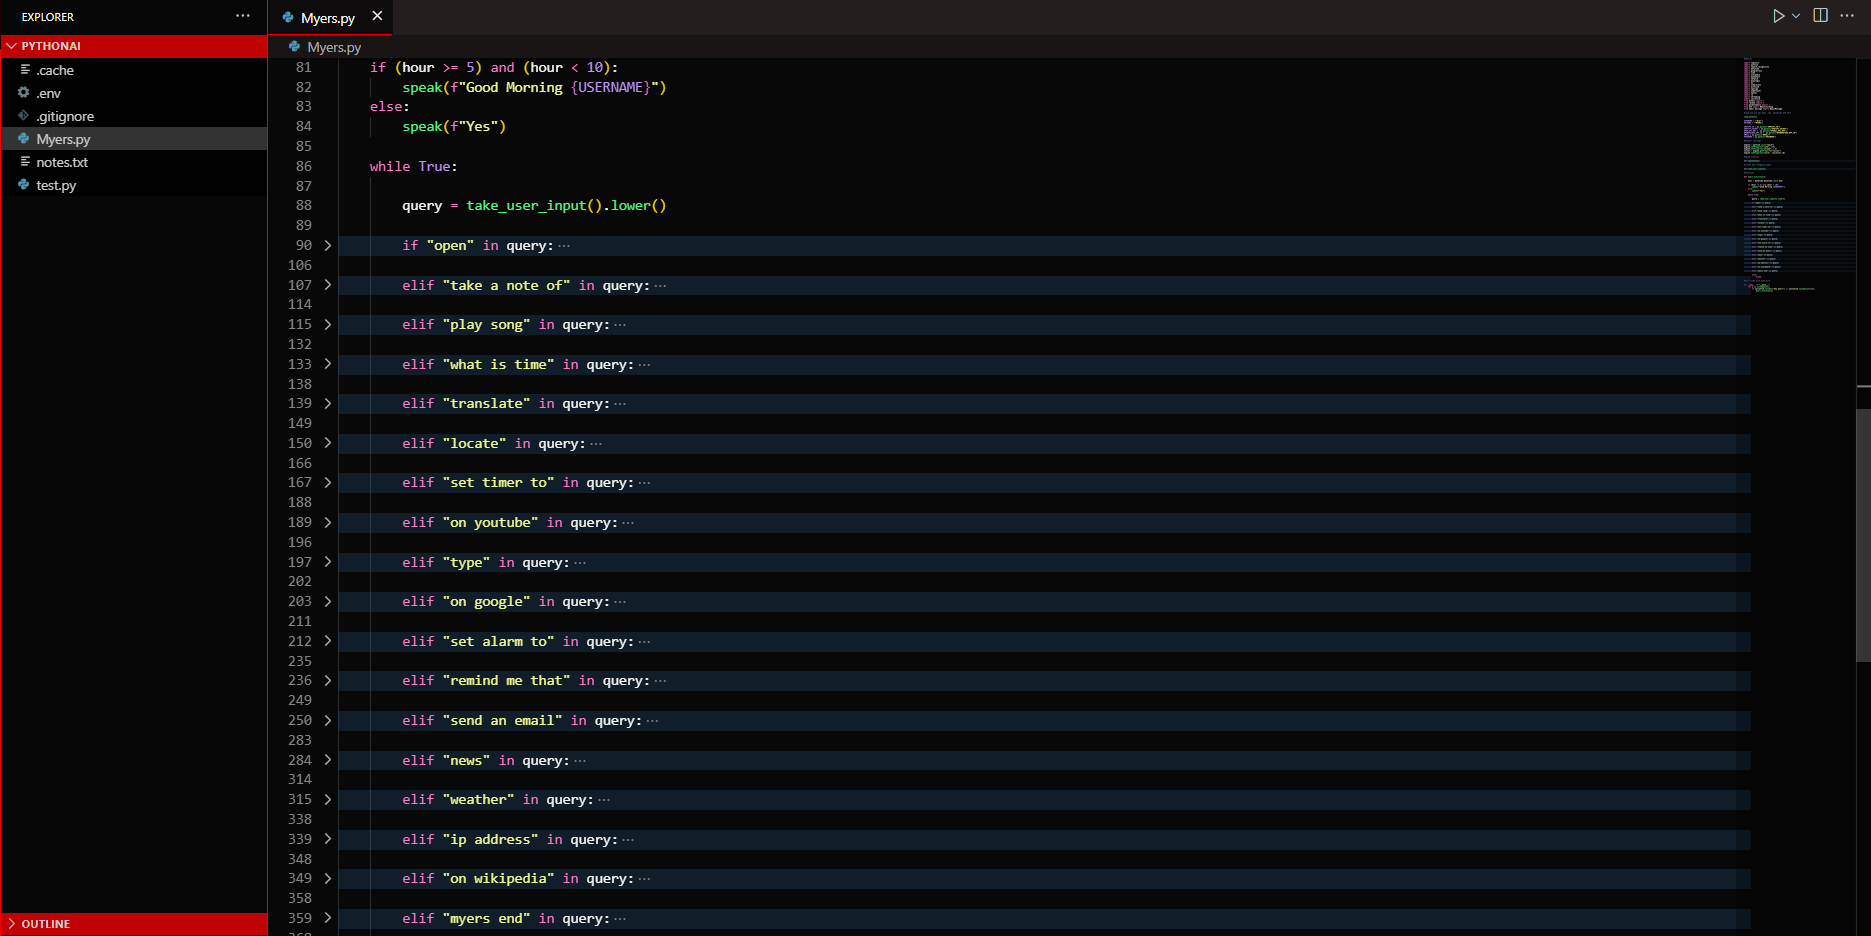 EXPLORER ···
PYTHONAI
.cache
.env
.gitignore
Myers.py
notes.txt
test.py
OUTLINE
Myers.py
Myers.py
81 if (hour >= 5) and (hour < 10):
82 speak(f"Good Morning {USERNAME}")
83 else:
84 speak(f"Yes")
85
86 while True:
87
88 query = take_user_input().lower()
89
90 if "open" in query: ···
106
107 elif "take a note of" in query: ···
114
115 elif "play song" in query: ···
132
133 elif "what is time" in query: ···
138
139 elif "translate" in query: ···
149
150 elif "locate" in query: ···
166
167 elif "set timer to" in query: ···
188
189 elif "on youtube" in query: ···
196
197 elif "type" in query: ···
202
203 elif "on google" in query: ···
211
212 elif "set alarm to" in query: ···
235
236 elif "remind me that" in query: ···
249
250 elif "send an email" in query: ···
283
284 elif "news" in query: ···
314
315 elif "weather" in query: ···
338
339 elif "ip address" in query: ···
348
349 elif "on wikipedia" in query: ···
358
359 elif "myers end" in query: ···